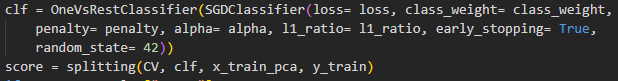 clf = OneVsRestClassifier(SGDClassifier(loss= loss, class_weight= class_weight,
penalty= penalty, alpha= alpha, l1_ratio= l1_ratio, early_stopping= True,
random_state= 42))
score = splitting(CV, clf, x_train_pca, y_train)